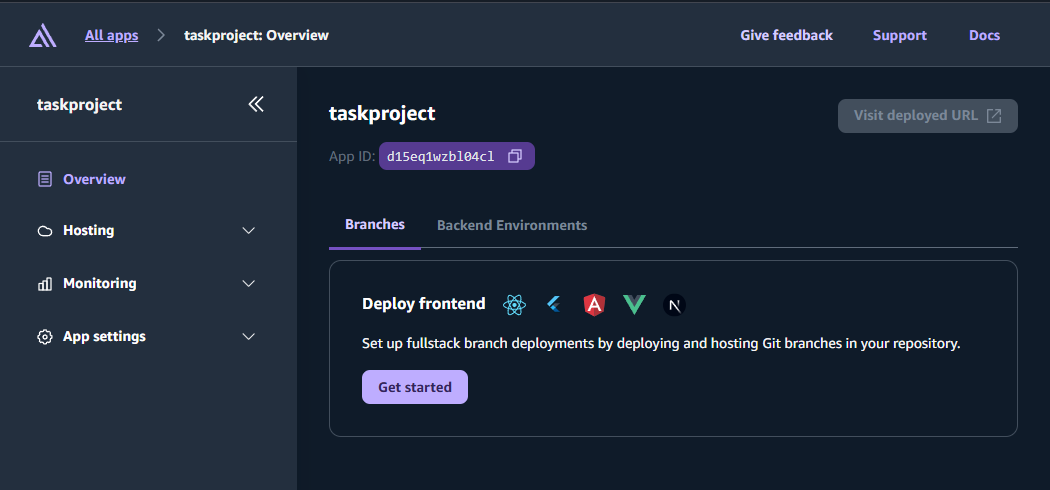 All apps
taskproject: Overview
Give feedback
Support
Docs
taskproject
Overview
Hosting
Monitoring
App settings
taskproject
Visit deployed URL
App ID: d15eq1wzbl04cl
Branches
Backend Environments
Deploy frontend
N
Set up fullstack branch deployments by deploying and hosting Git branches in your repository.
Get started